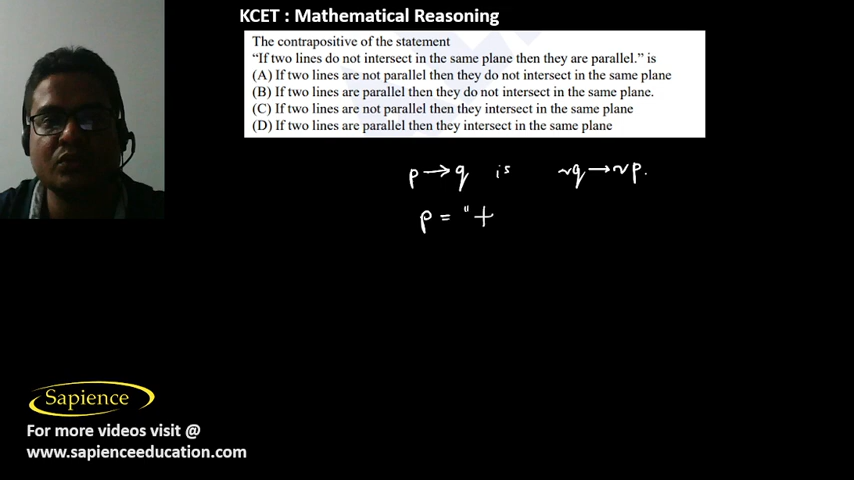 KCET : Mathematical Reasoning
The contrapositive of the statement
“If two lines do not intersect in the same plane then they are parallel.” is
(A) If two lines are not parallel then they do not intersect in the same plane
(B) If two lines are parallel then they do not intersect in the same plane.
(C) If two lines are not parallel then they intersect in the same plane
(D) If two lines are parallel then they intersect in the same plane
p → q is ~q → ~p.
p = "t
Sapience
For more videos visit @
www.sapienceeducation.com